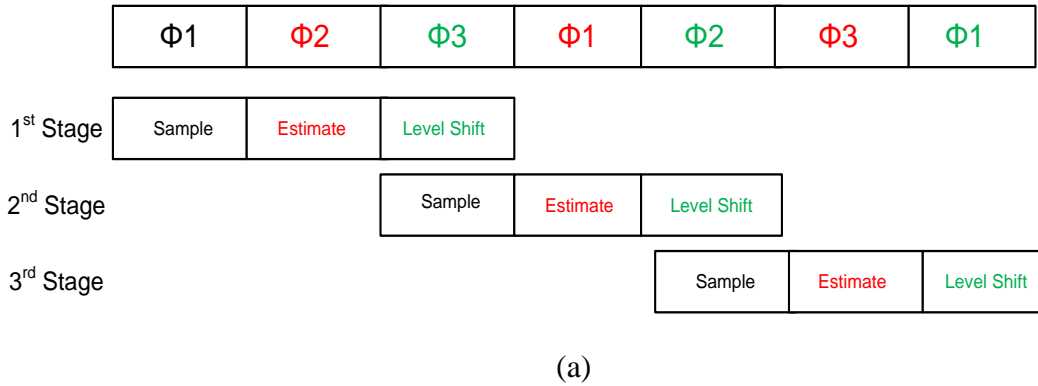 Φ1 Φ2 Φ3 Φ1 Φ2 Φ3 Φ1
1st Stage Sample Estimate Level Shift
2nd Stage Sample Estimate Level Shift
3rd Stage Sample Estimate Level Shift
(a)